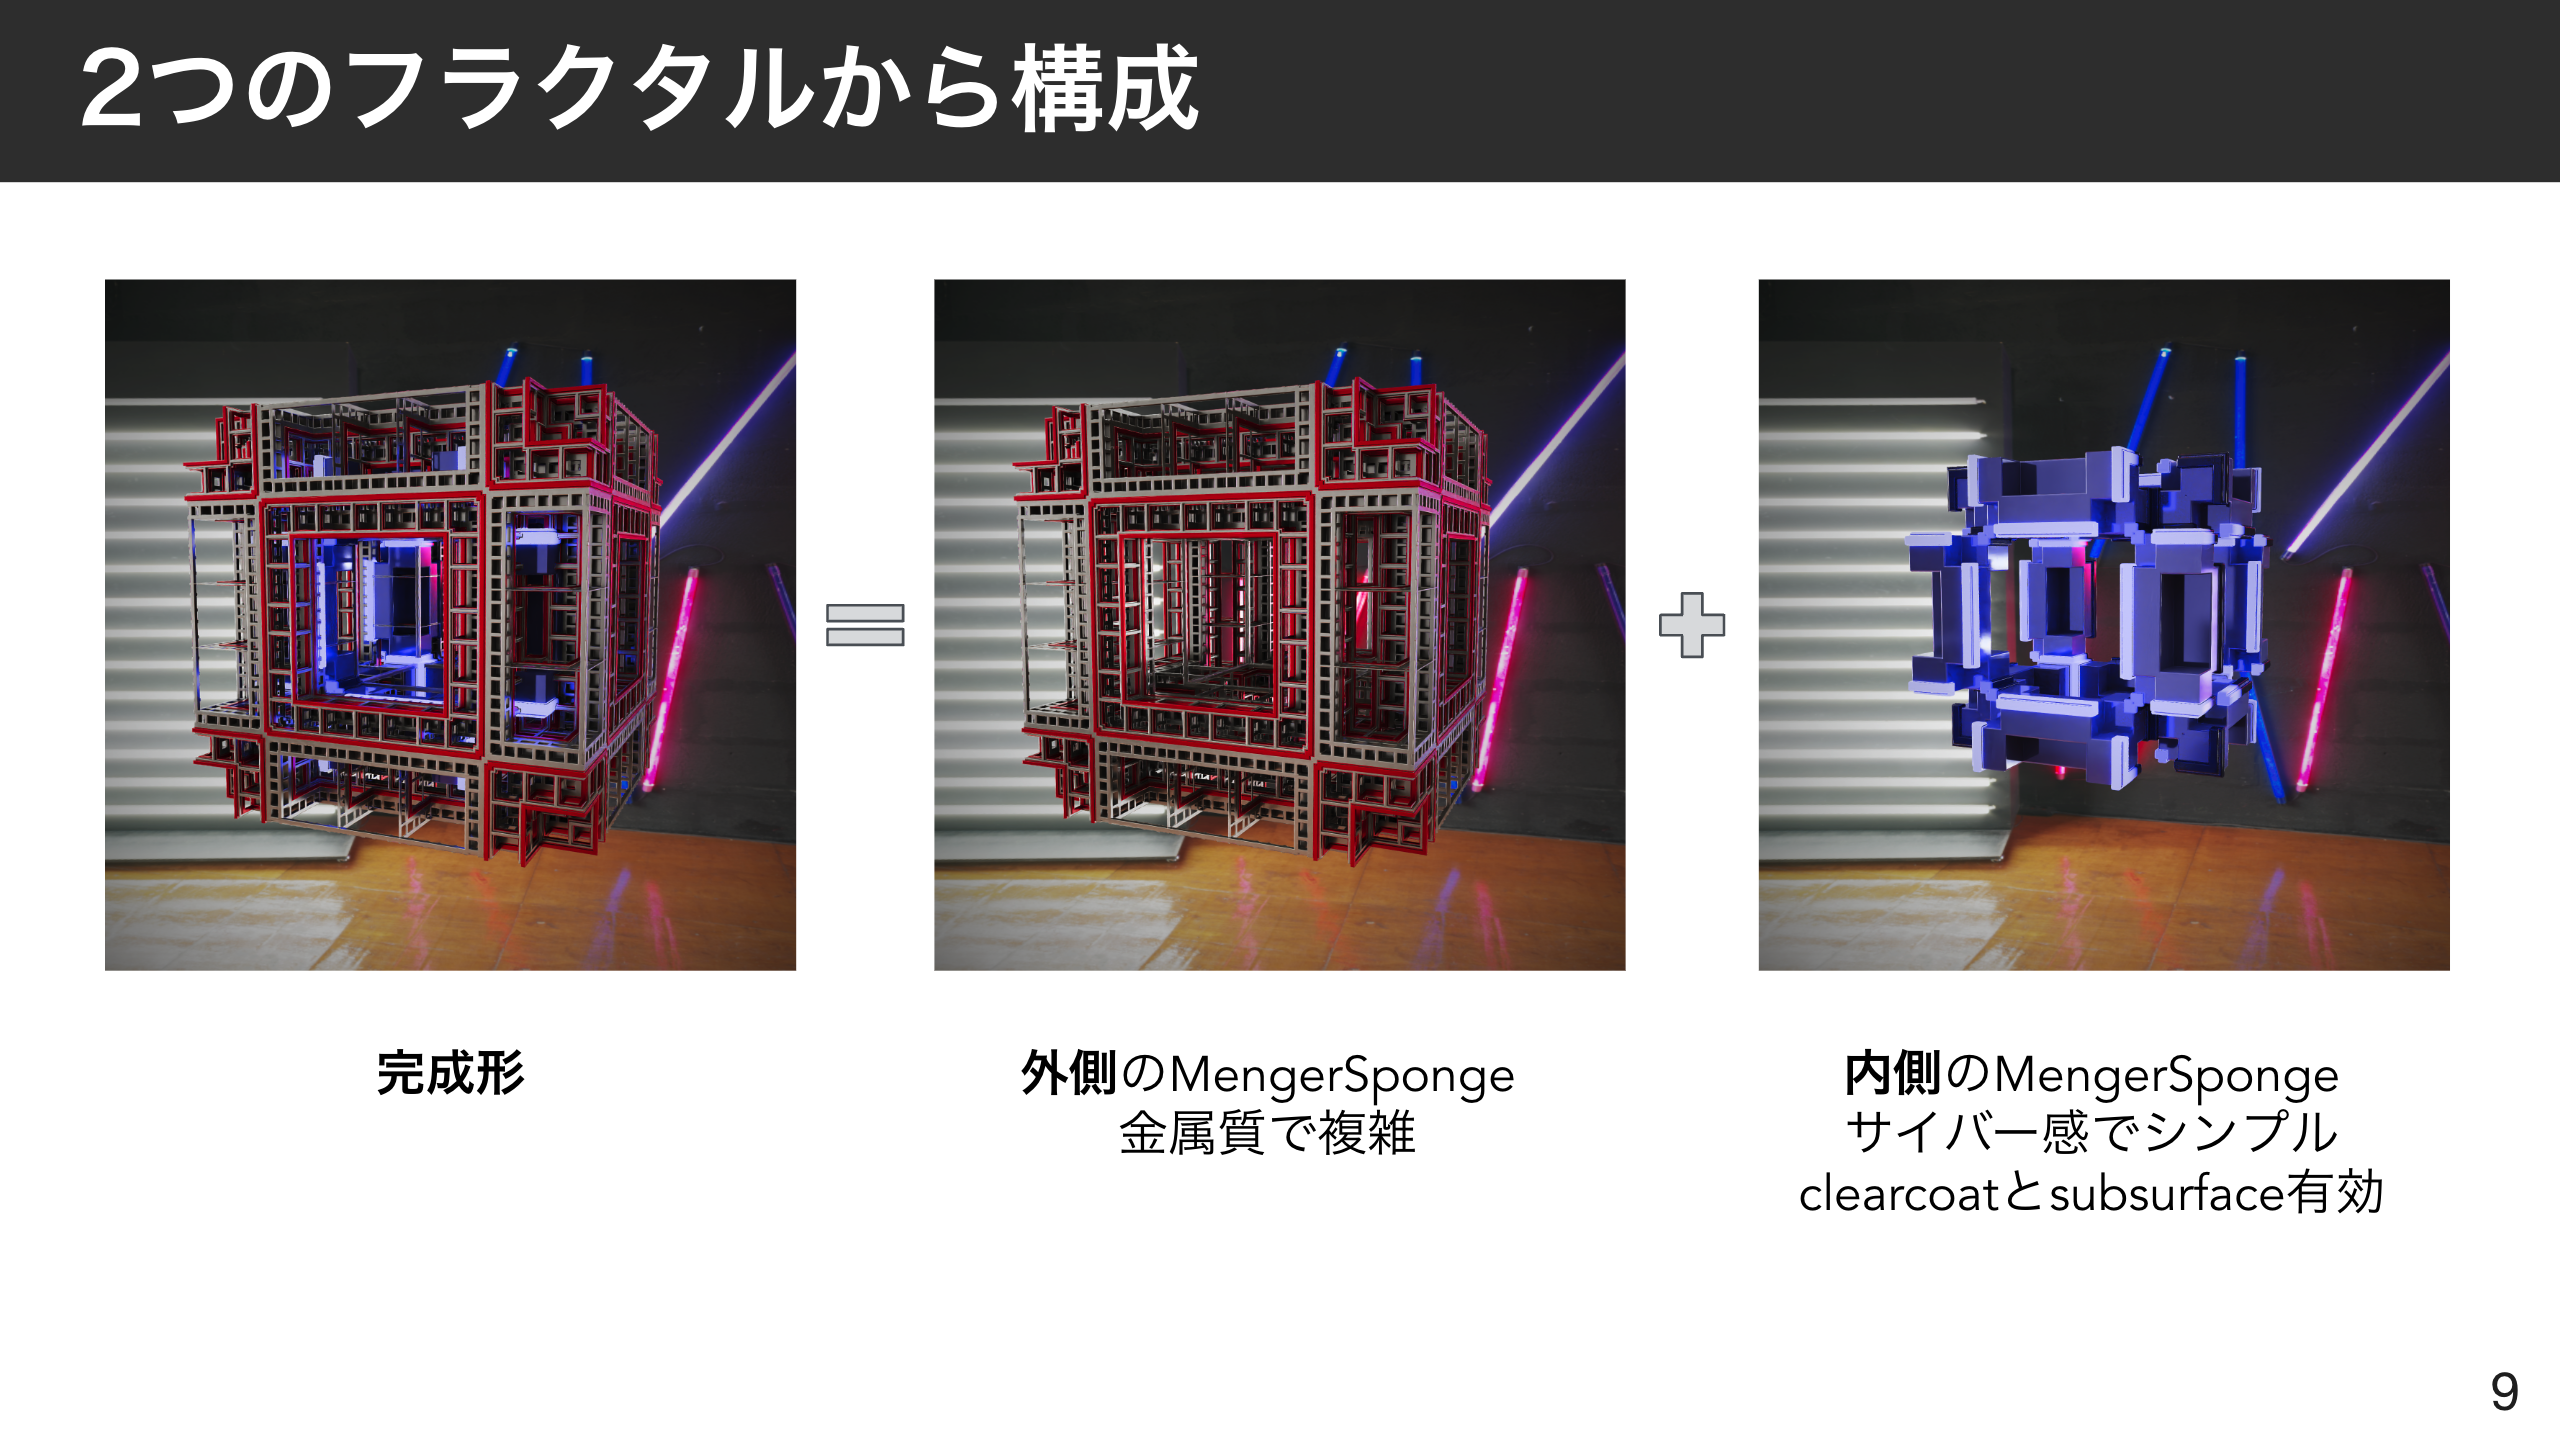 2つのフラクタルから構成
完成形
外側のMengerSponge
金属質で複雑
内側のMengerSponge
サイバー感でシンプル
clearcoatとsubsurface有効
9